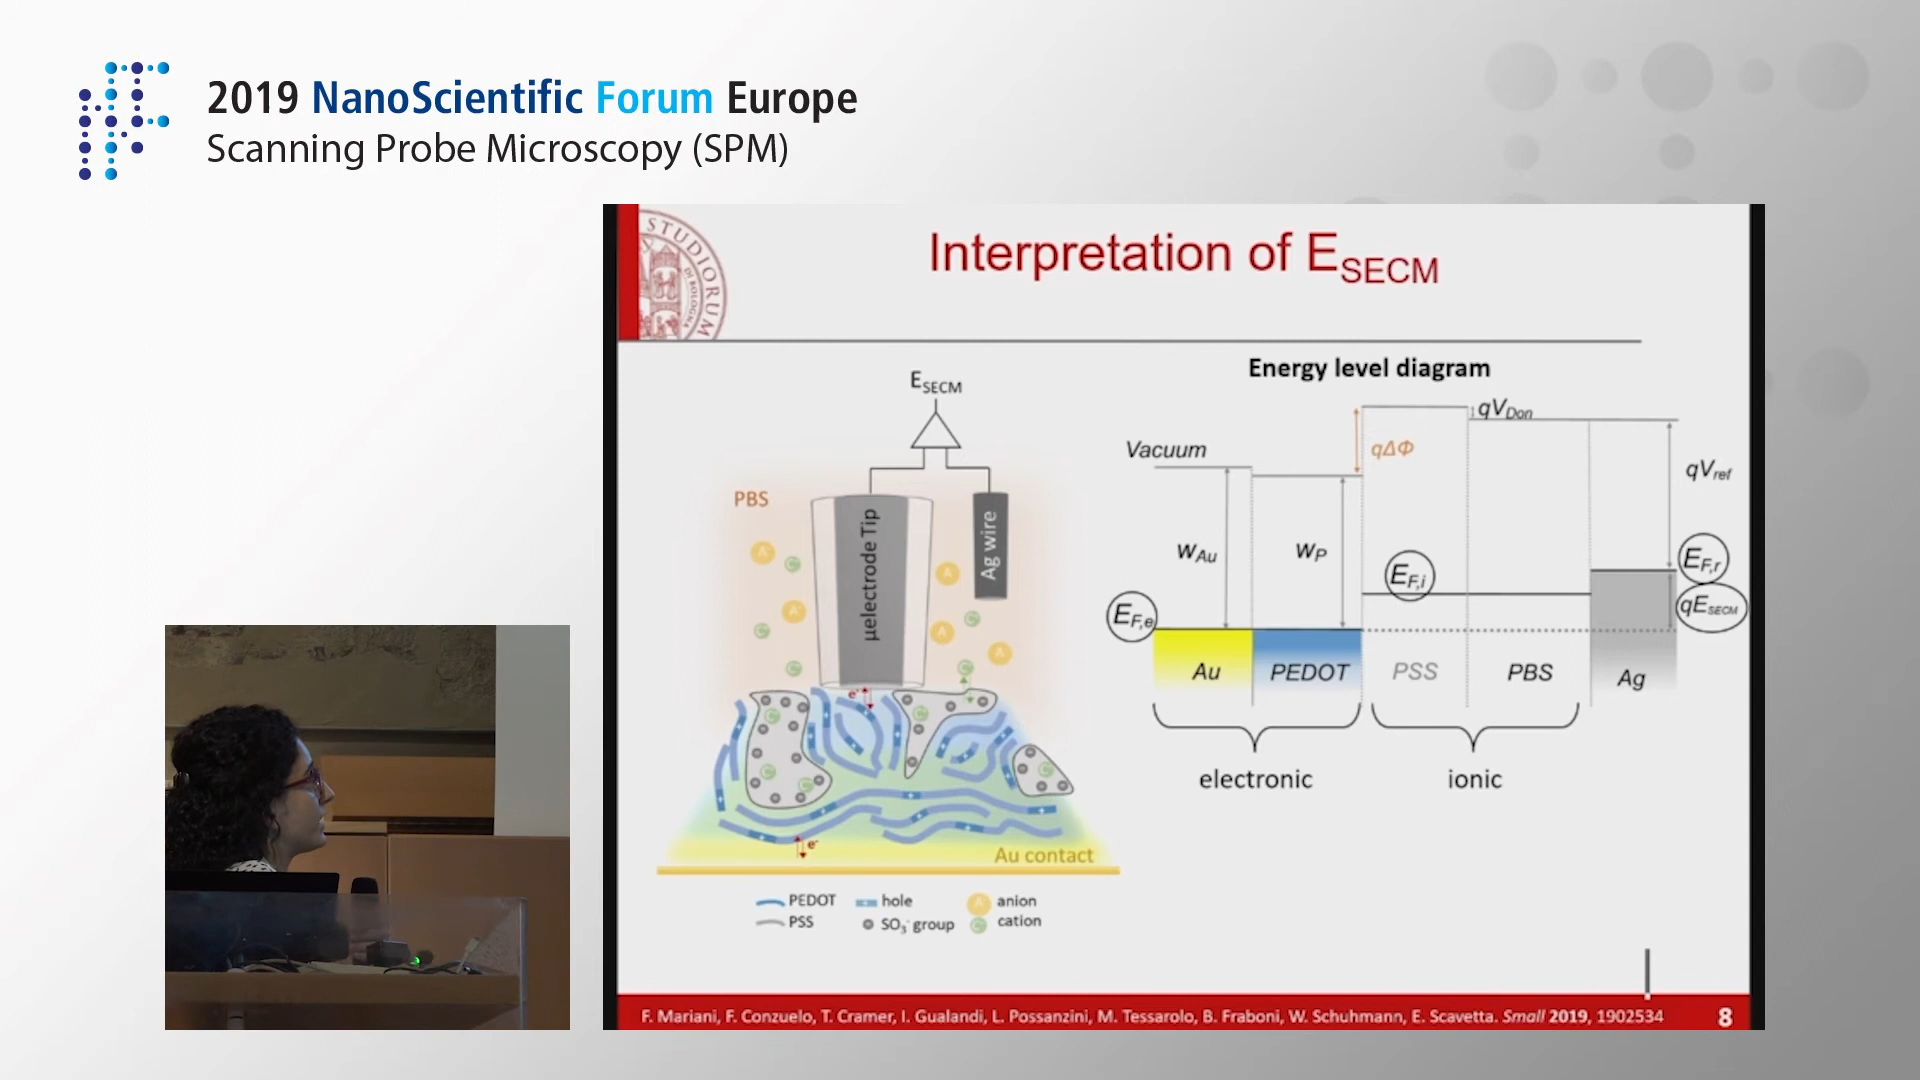 2019 NanoScientific Forum Europe
Scanning Probe Microscopy (SPM)
STUDIORUM
DI BOLOGNA
Interpretation of E_SECM
E_SECM
PBS
μelectrode Tip
Ag wire
A⁻
C⁺
e⁻
e⁻
Au contact
PEDOT
hole
anion
PSS
SO₃⁻ group
cation
Energy level diagram
Vacuum
qΔΦ
qV_Don
qV_ref
W_Au
W_P
E_F,e
E_F,i
E_F,r
qE_SECM
Au
PEDOT
PSS
PBS
Ag
electronic
ionic
F. Mariani, F. Conzuelo, T. Cramer, I. Gualandi, L. Possanzini, M. Tessarolo, B. Fraboni, W. Schuhmann, E. Scavetta. Small 2019, 1902534
8